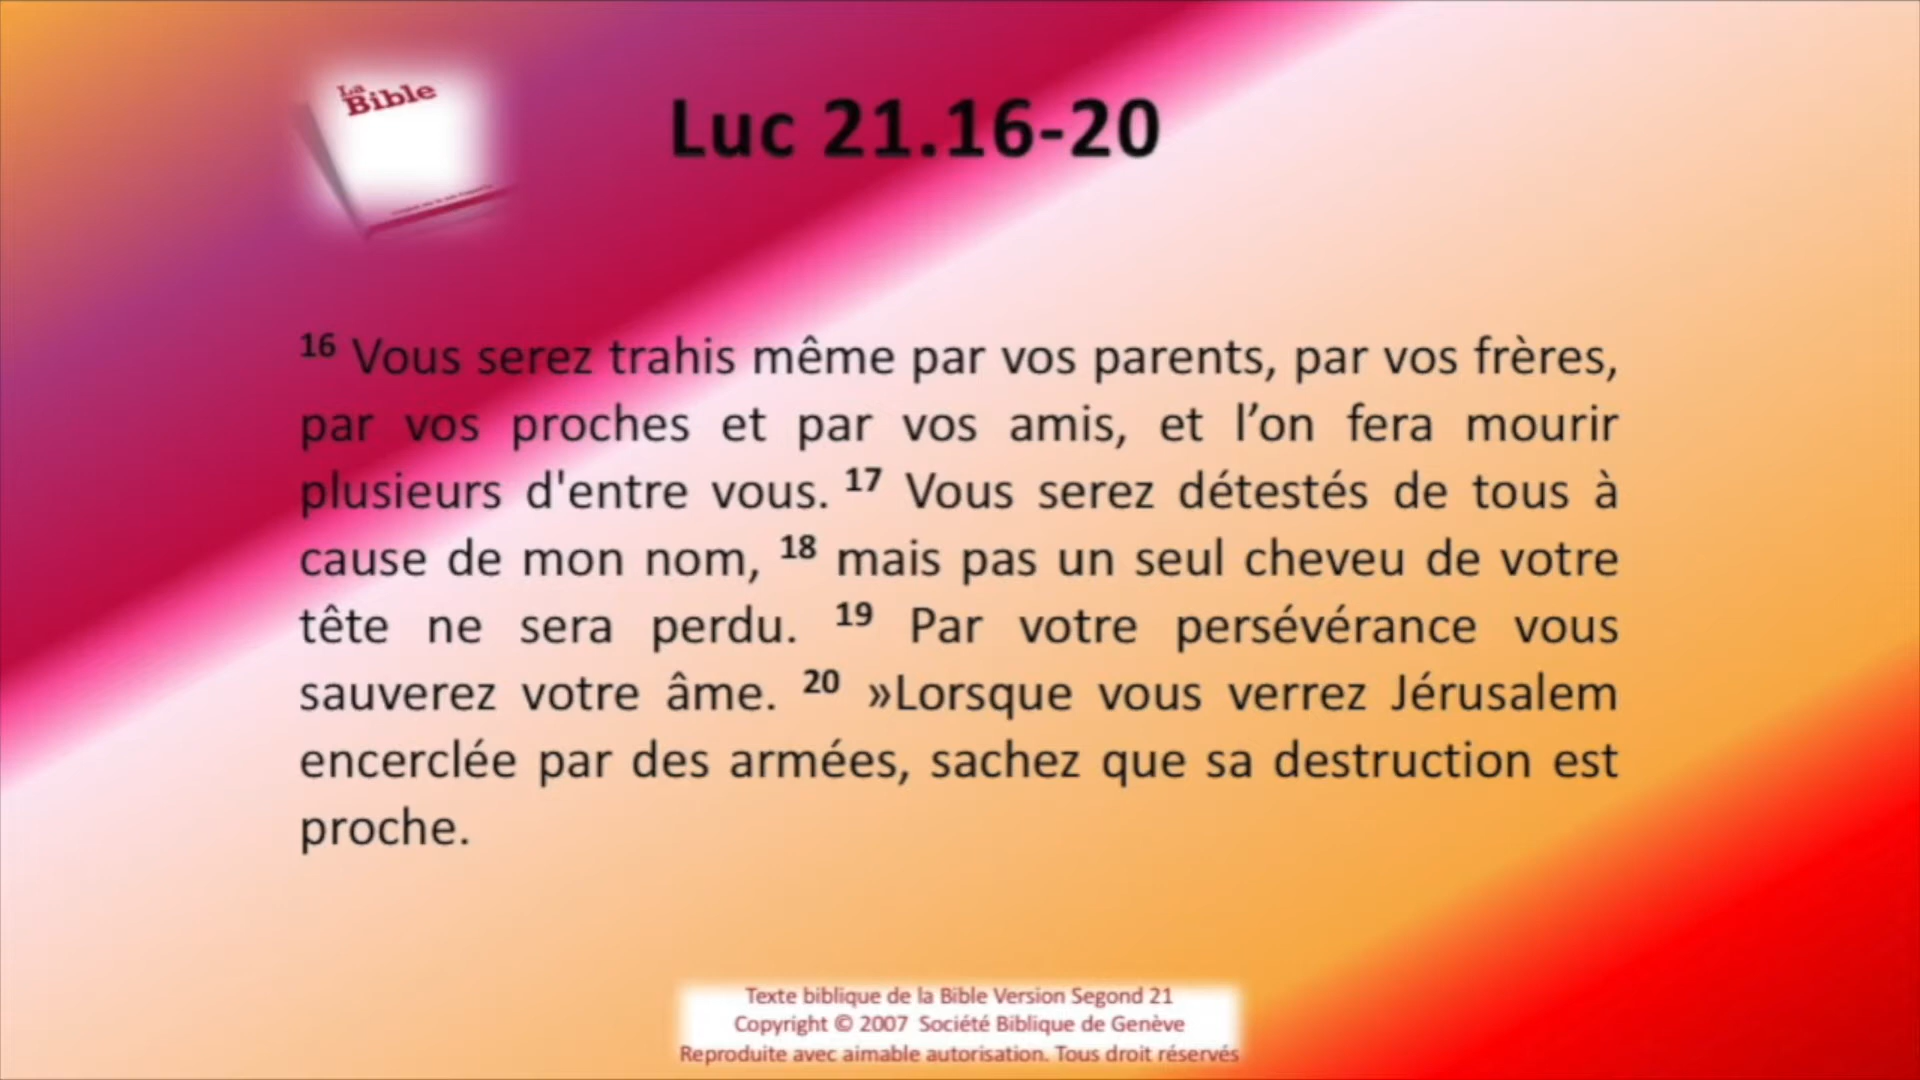 La
Bible
Luc 21.16-20
16 Vous serez trahis même par vos parents, par vos frères,
par vos proches et par vos amis, et l’on fera mourir
plusieurs d'entre vous. 17 Vous serez détestés de tous à
cause de mon nom, 18 mais pas un seul cheveu de votre
tête ne sera perdu. 19 Par votre persévérance vous
sauverez votre âme. 20 »Lorsque vous verrez Jérusalem
encerclée par des armées, sachez que sa destruction est
proche.
Texte biblique de la Bible Version Segond 21
Copyright © 2007 Société Biblique de Genève
Reproduite avec aimable autorisation. Tous droit réservés